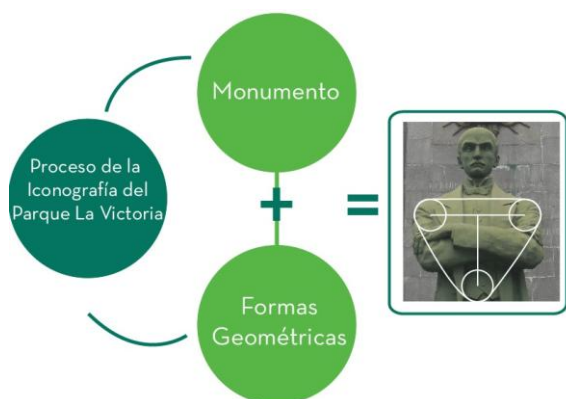 Monumento
Proceso de la
Iconografía del
Parque La Victoria
+
=
Formas
Geométricas